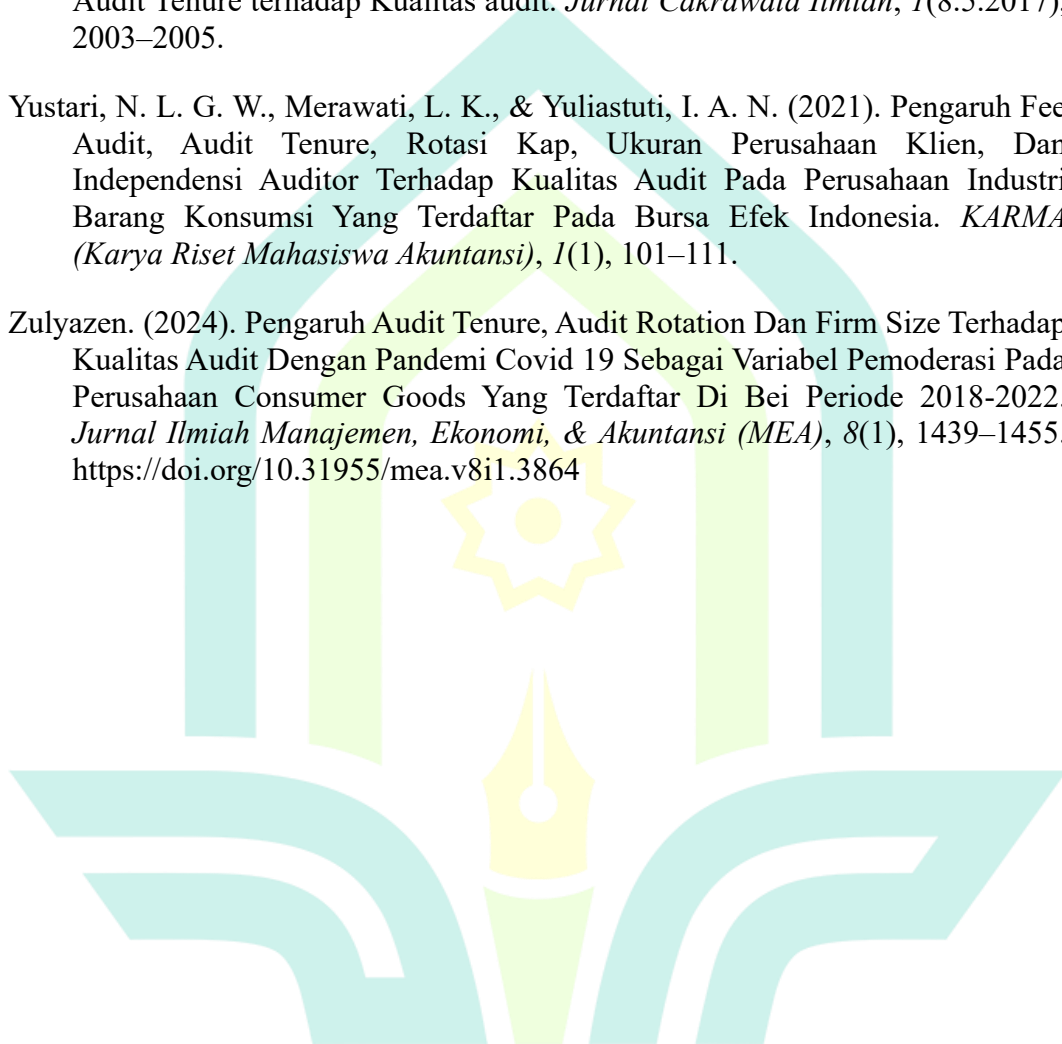 Audit Tenure terhadap Kualitas audit. Jurnal Cakrawala Ilmiah, 1(8.5.2017),
2003–2005.
Yustari, N. L. G. W., Merawati, L. K., & Yuliastuti, I. A. N. (2021). Pengaruh Fee
Audit, Audit Tenure, Rotasi Kap, Ukuran Perusahaan Klien, Dan
Independensi Auditor Terhadap Kualitas Audit Pada Perusahaan Industri
Barang Konsumsi Yang Terdaftar Pada Bursa Efek Indonesia. KARMA
(Karya Riset Mahasiswa Akuntansi), 1(1), 101–111.
Zulyazen. (2024). Pengaruh Audit Tenure, Audit Rotation Dan Firm Size Terhadap
Kualitas Audit Dengan Pandemi Covid 19 Sebagai Variabel Pemoderasi Pada
Perusahaan Consumer Goods Yang Terdaftar Di Bei Periode 2018-2022.
Jurnal Ilmiah Manajemen, Ekonomi, & Akuntansi (MEA), 8(1), 1439–1455.
https://doi.org/10.31955/mea.v8i1.3864